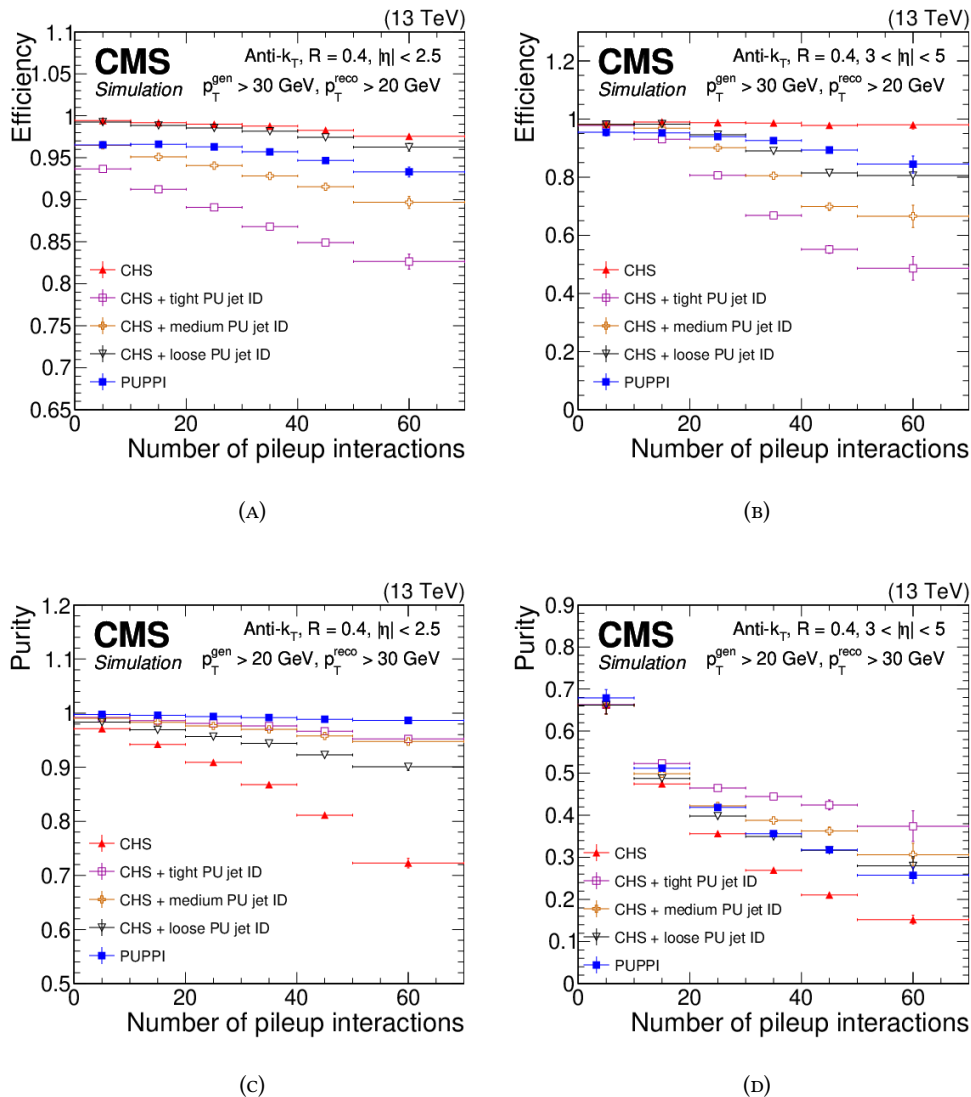 (13 TeV)
1.1
1.05
1
0.95
0.9
0.85
0.8
0.75
0.7
0.65
Efficiency
CMS
Simulation
Anti-kT, R = 0.4, |η| < 2.5
pTgen > 30 GeV, pTreco > 20 GeV
CHS
CHS + tight PU jet ID
CHS + medium PU jet ID
CHS + loose PU jet ID
PUPPI
0 20 40 60
Number of pileup interactions
(A)
(13 TeV)
1.2
1
0.8
0.6
0.4
0.2
0
Efficiency
CMS
Simulation
Anti-kT, R = 0.4, 3 < |η| < 5
pTgen > 30 GeV, pTreco > 20 GeV
CHS
CHS + tight PU jet ID
CHS + medium PU jet ID
CHS + loose PU jet ID
PUPPI
0 20 40 60
Number of pileup interactions
(B)
(13 TeV)
1.2
1.1
1
0.9
0.8
0.7
0.6
0.5
Purity
CMS
Simulation
Anti-kT, R = 0.4, |η| < 2.5
pTgen > 20 GeV, pTreco > 30 GeV
CHS
CHS + tight PU jet ID
CHS + medium PU jet ID
CHS + loose PU jet ID
PUPPI
0 20 40 60
Number of pileup interactions
(C)
(13 TeV)
0.9
0.8
0.7
0.6
0.5
0.4
0.3
0.2
0.1
0
Purity
CMS
Simulation
Anti-kT, R = 0.4, 3 < |η| < 5
pTgen > 20 GeV, pTreco > 30 GeV
CHS
CHS + tight PU jet ID
CHS + medium PU jet ID
CHS + loose PU jet ID
PUPPI
0 20 40 60
Number of pileup interactions
(D)